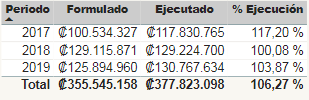 Periodo Formulado Ejecutado % Ejecución
2017 ₡100.534.327 ₡117.830.765 117,20 %
2018 ₡129.115.871 ₡129.224.700 100,08 %
2019 ₡125.894.960 ₡130.767.634 103,87 %
Total ₡355.545.158 ₡377.823.098 106,27 %